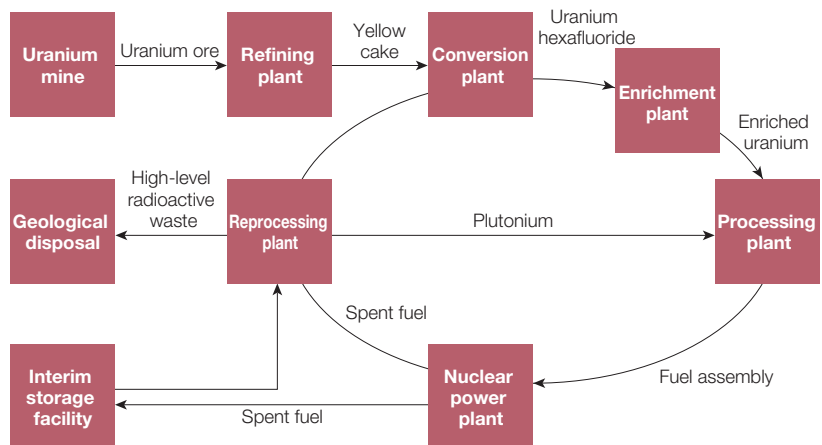 Uranium
mine
Uranium ore
Refining
plant
Yellow
cake
Conversion
plant
Uranium
hexafluoride
Enrichment
plant
Enriched
uranium
Geological
disposal
High-level
radioactive
waste
Reprocessing
plant
Plutonium
Processing
plant
Spent fuel
Interim
storage
facility
Spent fuel
Nuclear
power
plant
Fuel assembly